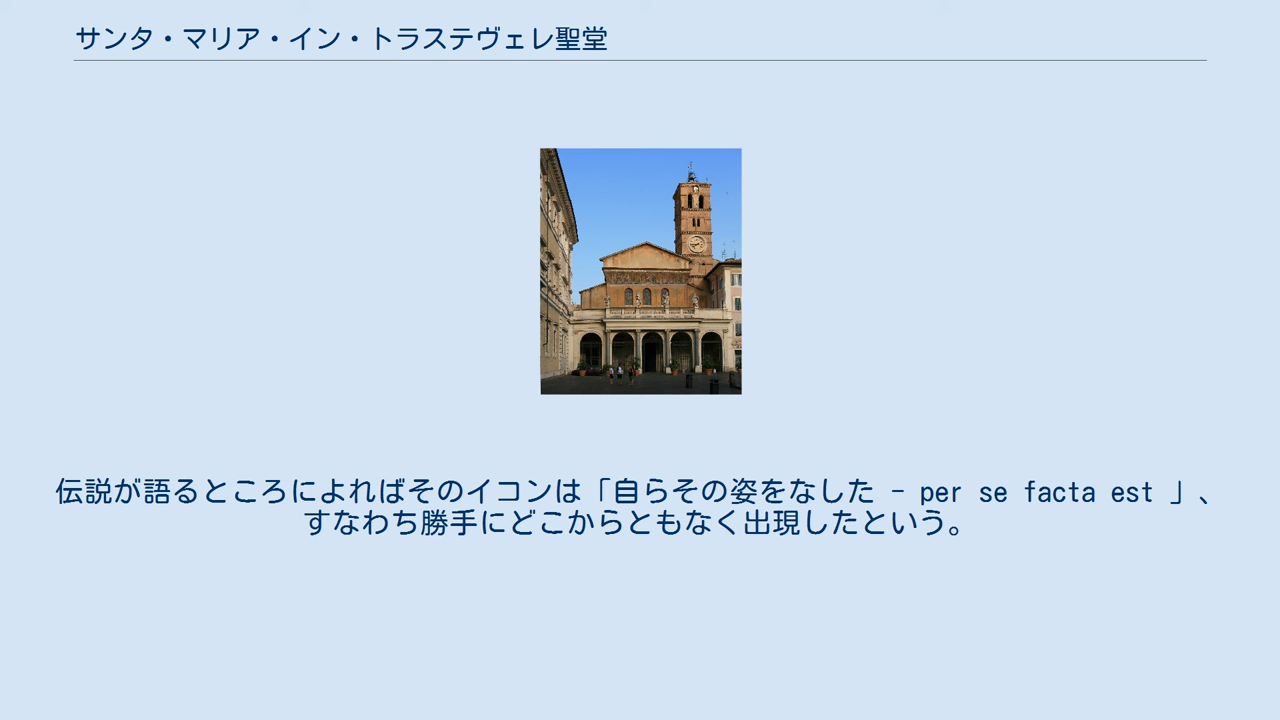 サンタ・マリア・イン・トラステヴェレ聖堂
伝説が語るところによればそのイコンは「自らその姿をなした - per se facta est 」、
すなわち勝手にどこからともなく出現したという。